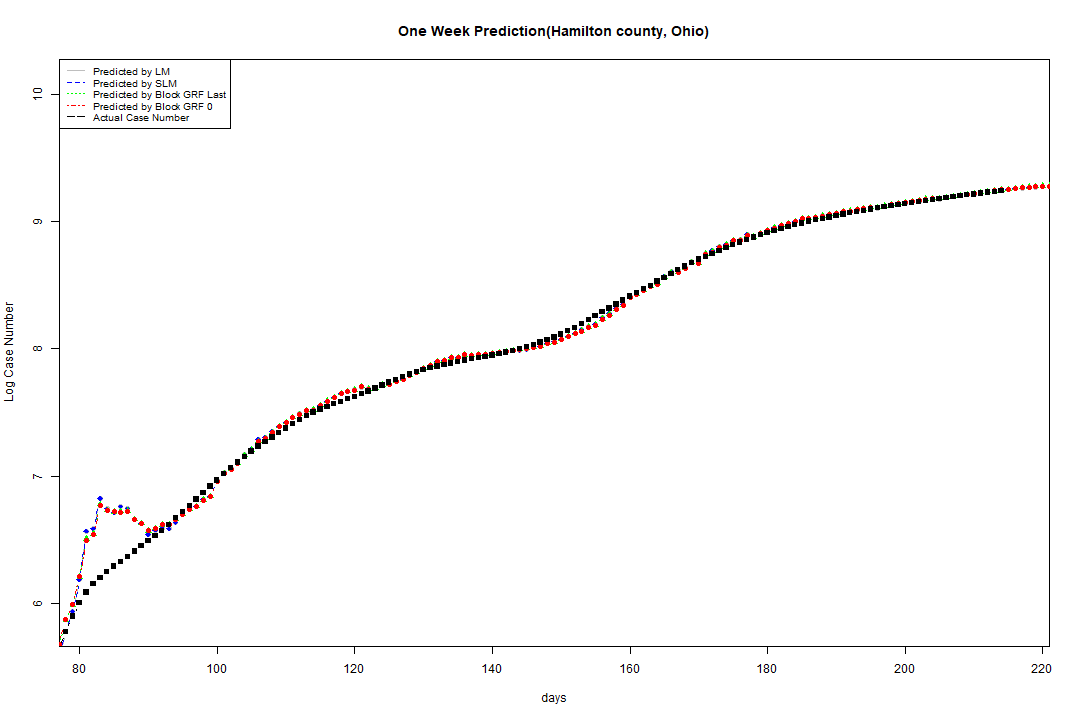 One Week Prediction(Hamilton county, Ohio)
Predicted by LM
Predicted by SLM
Predicted by Block GRF Last
Predicted by Block GRF 0
Actual Case Number
10
9
8
7
6
Log Case Number
80 100 120 140 160 180 200 220
days